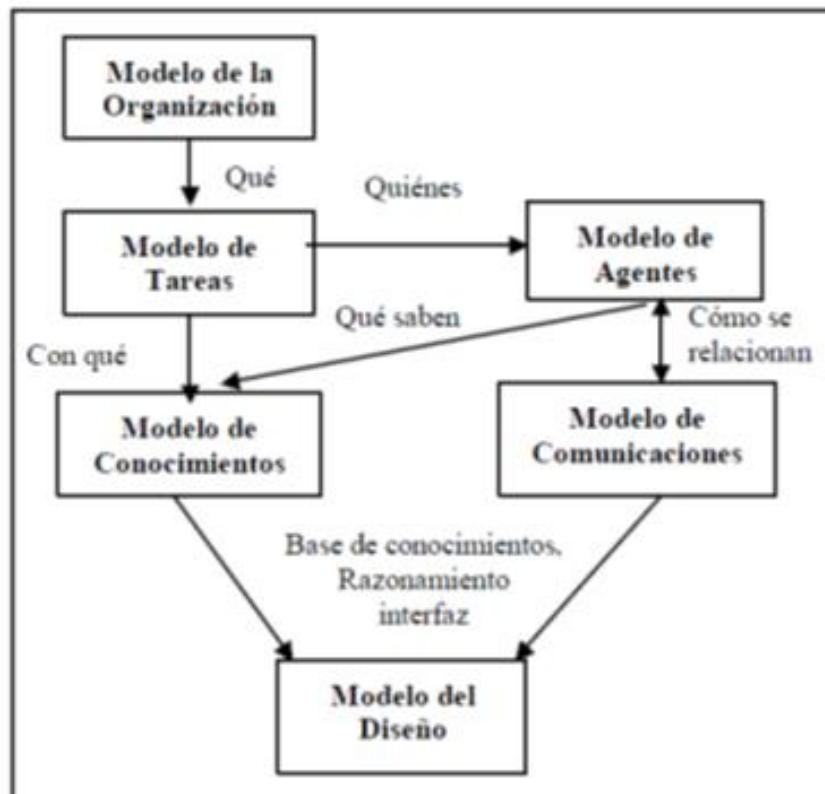 Modelo de la
Organización
Qué
Quiénes
Modelo de
Tareas
Modelo de
Agentes
Qué saben
Cómo se
relacionan
Con qué
Modelo de
Conocimientos
Modelo de
Comunicaciones
Base de conocimientos,
Razonamiento
interfaz
Modelo del
Diseño